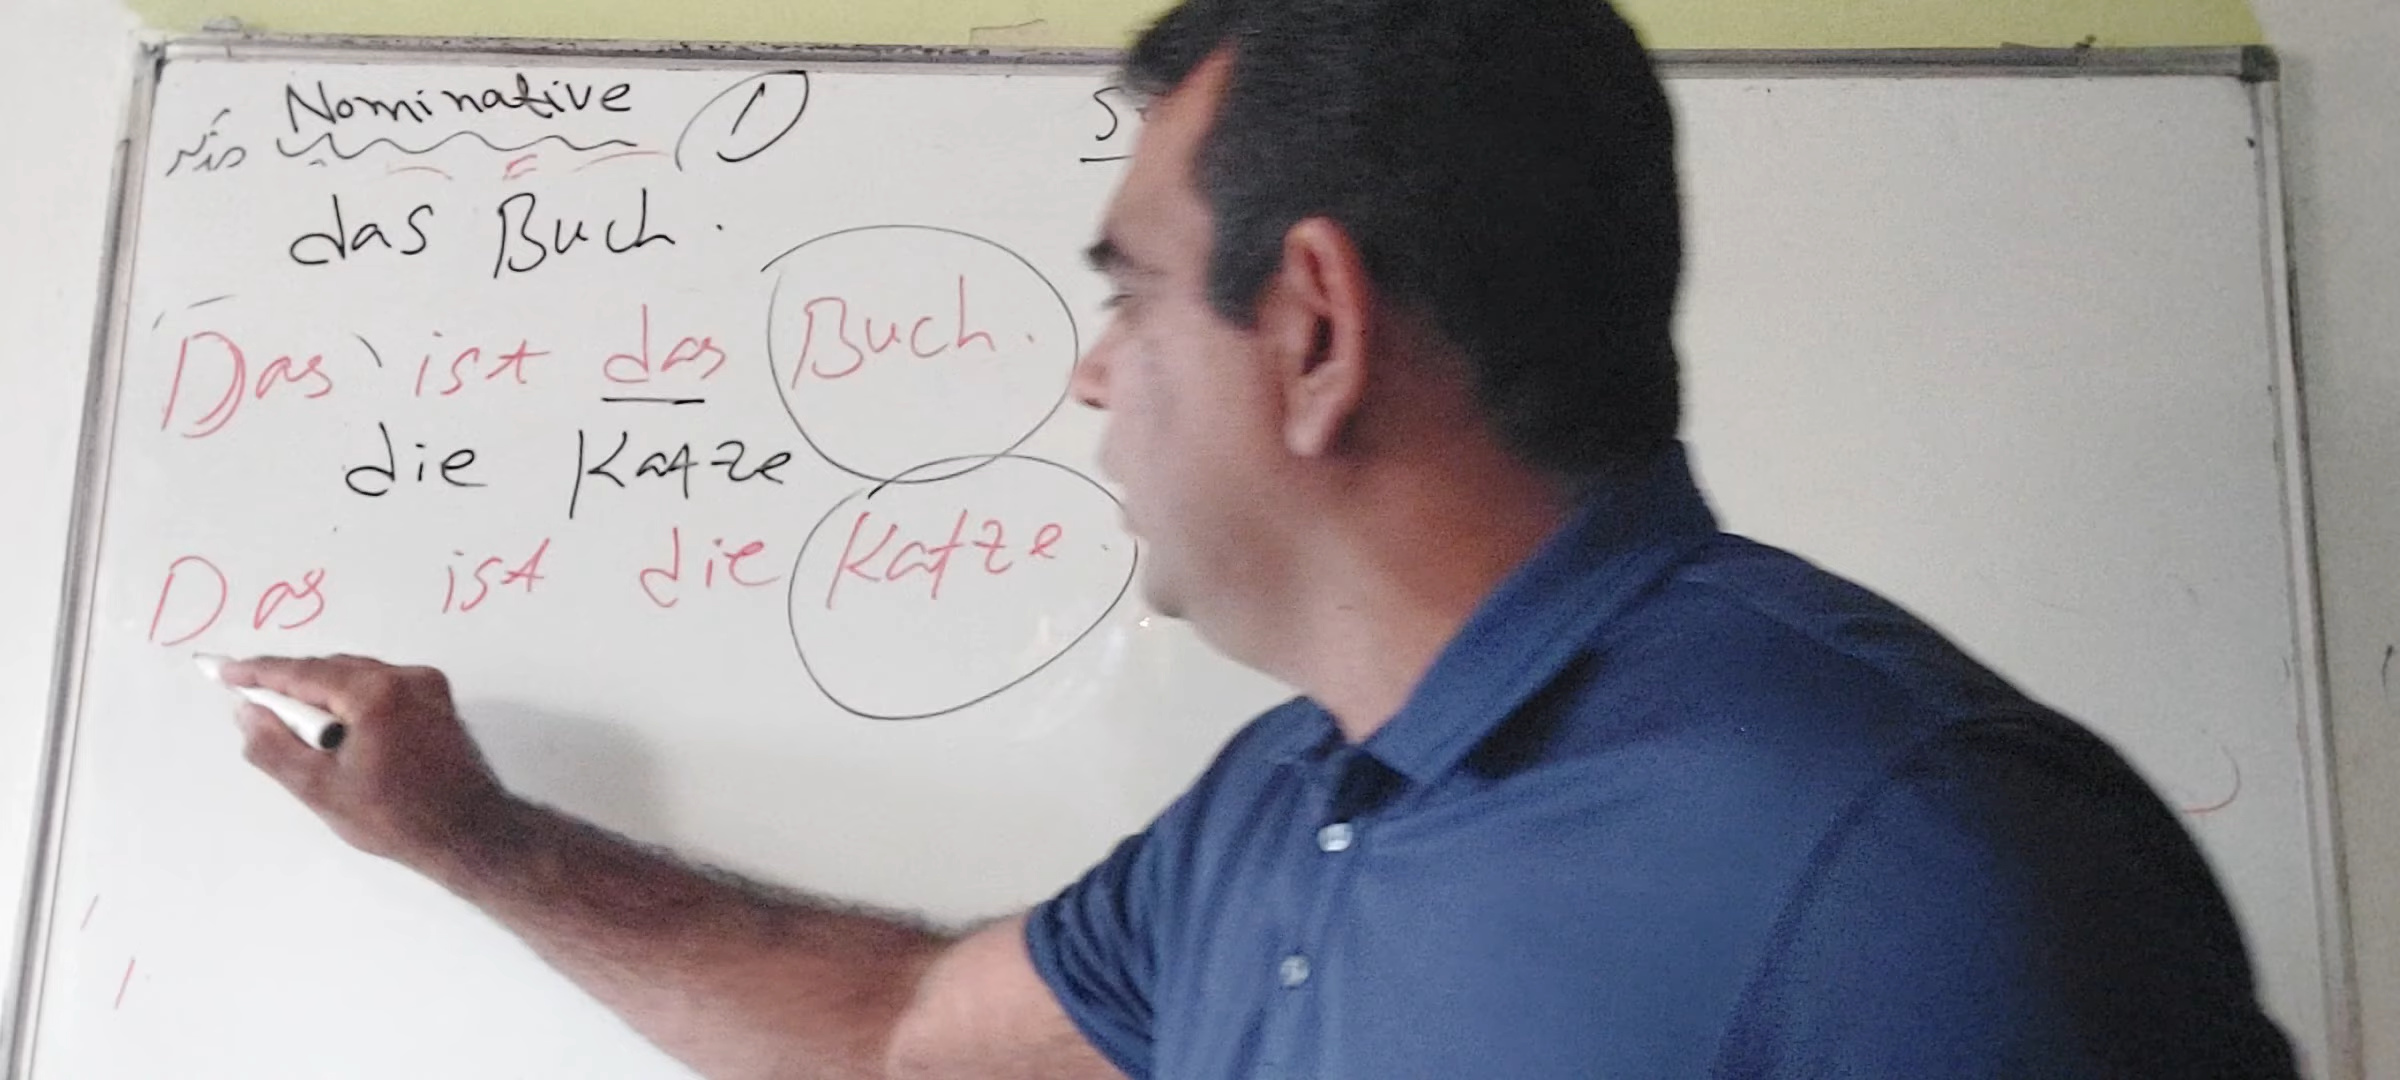 Nominative 1
das Buch.
Das ist das Buch.
die Katze
Das ist die Katze.